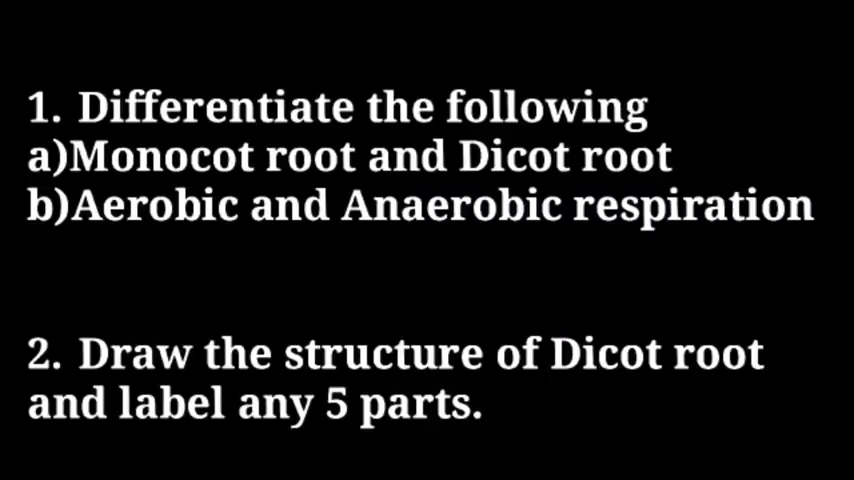 1. Differentiate the following
a)Monocot root and Dicot root
b)Aerobic and Anaerobic respiration
2. Draw the structure of Dicot root
and label any 5 parts.